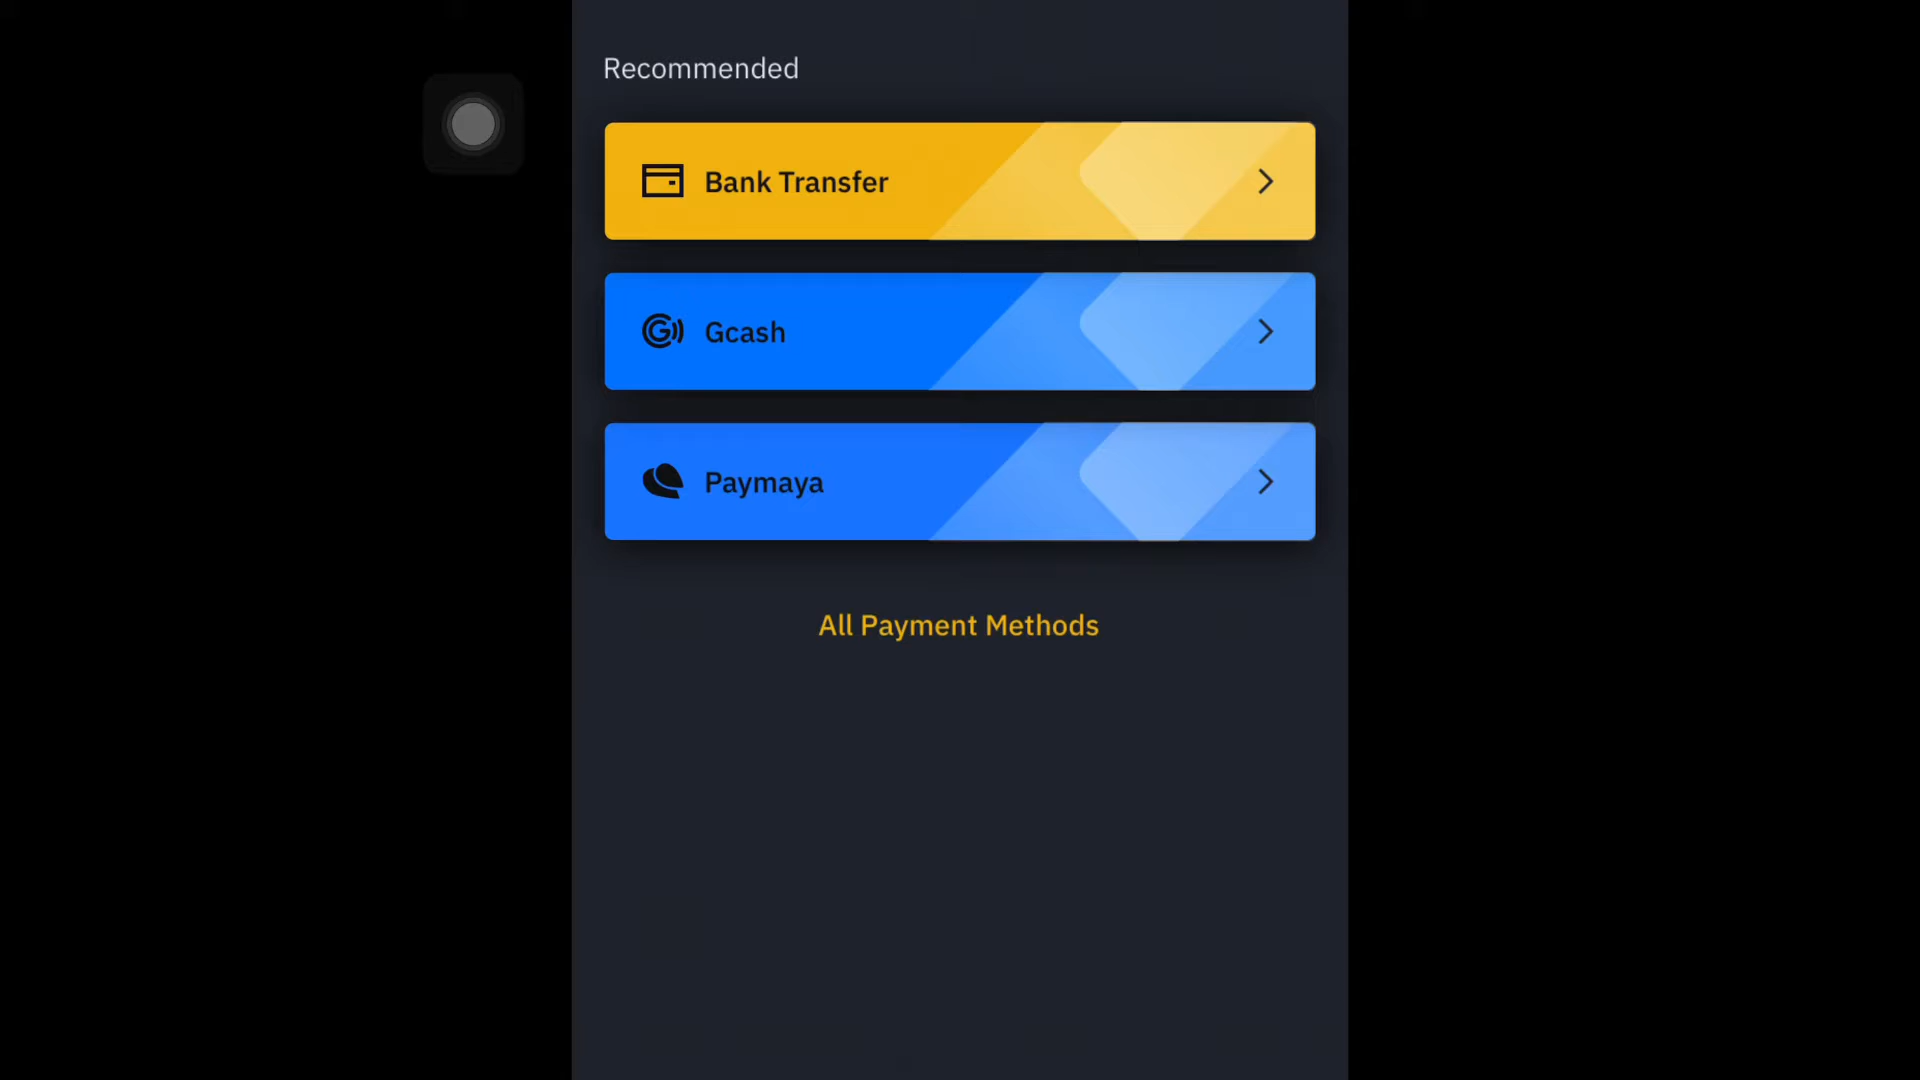 Recommended
Bank Transfer
Gcash
Paymaya
All Payment Methods